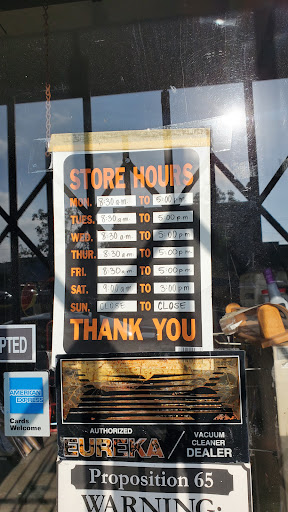 STORE HOURS
MON. 8:30 am TO 5:00 pm
TUES. 8:30 am TO 5:00 pm
WED. 8:30 am TO 5:00 pm
THUR. 8:30 am TO 5:00 pm
FRI. 8:30 am TO 5:00 pm
SAT. 9:00 am TO 3:00 pm
SUN. CLOSE TO CLOSE
THANK YOU
PTED
AMERICAN
EXPRESS
Cards
Welcome
AUTHORIZED
EUREKA
VACUUM
CLEANER
DEALER
Proposition 65
WARNING: